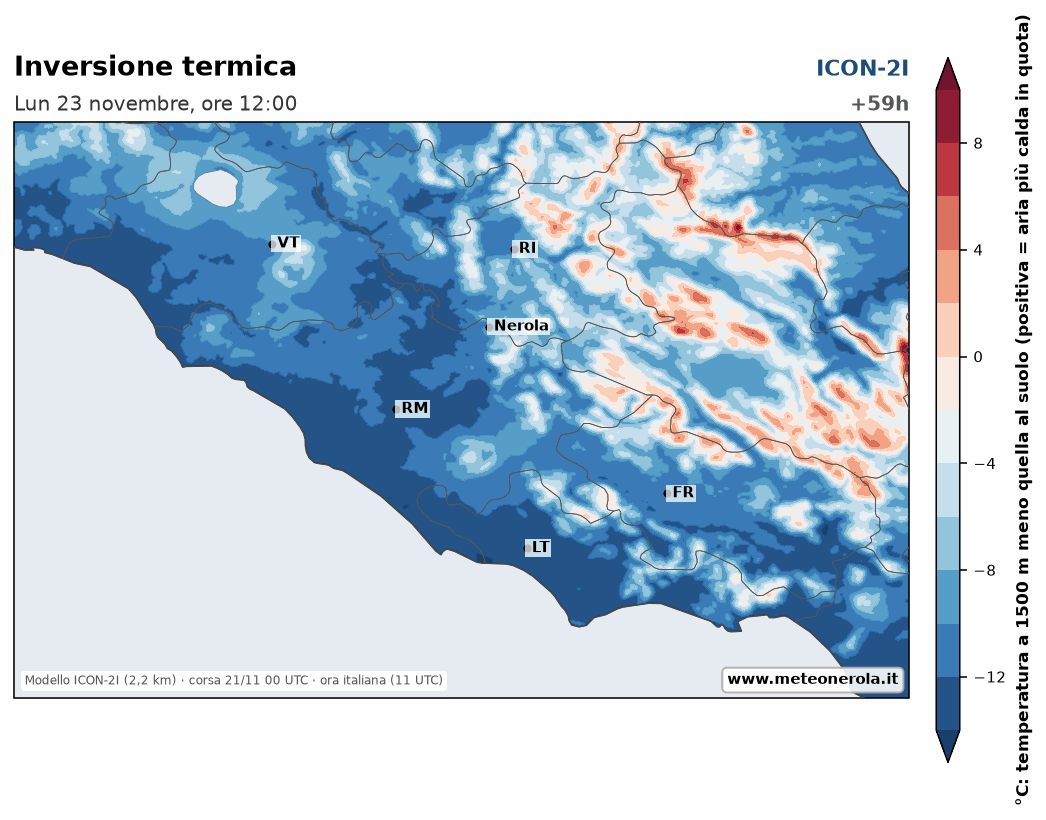 Inversione termica
ICON-2I
Lun 23 novembre, ore 12:00
+59h
VT
RI
Nerola
RM
FR
LT
Modello ICON-2I (2,2 km) · corsa 21/11 00 UTC · ora italiana (11 UTC)
www.meteonerola.it
8
4
0
−4
−8
−12
°C: temperatura a 1500 m meno quella al suolo (positiva = aria più calda in quota)